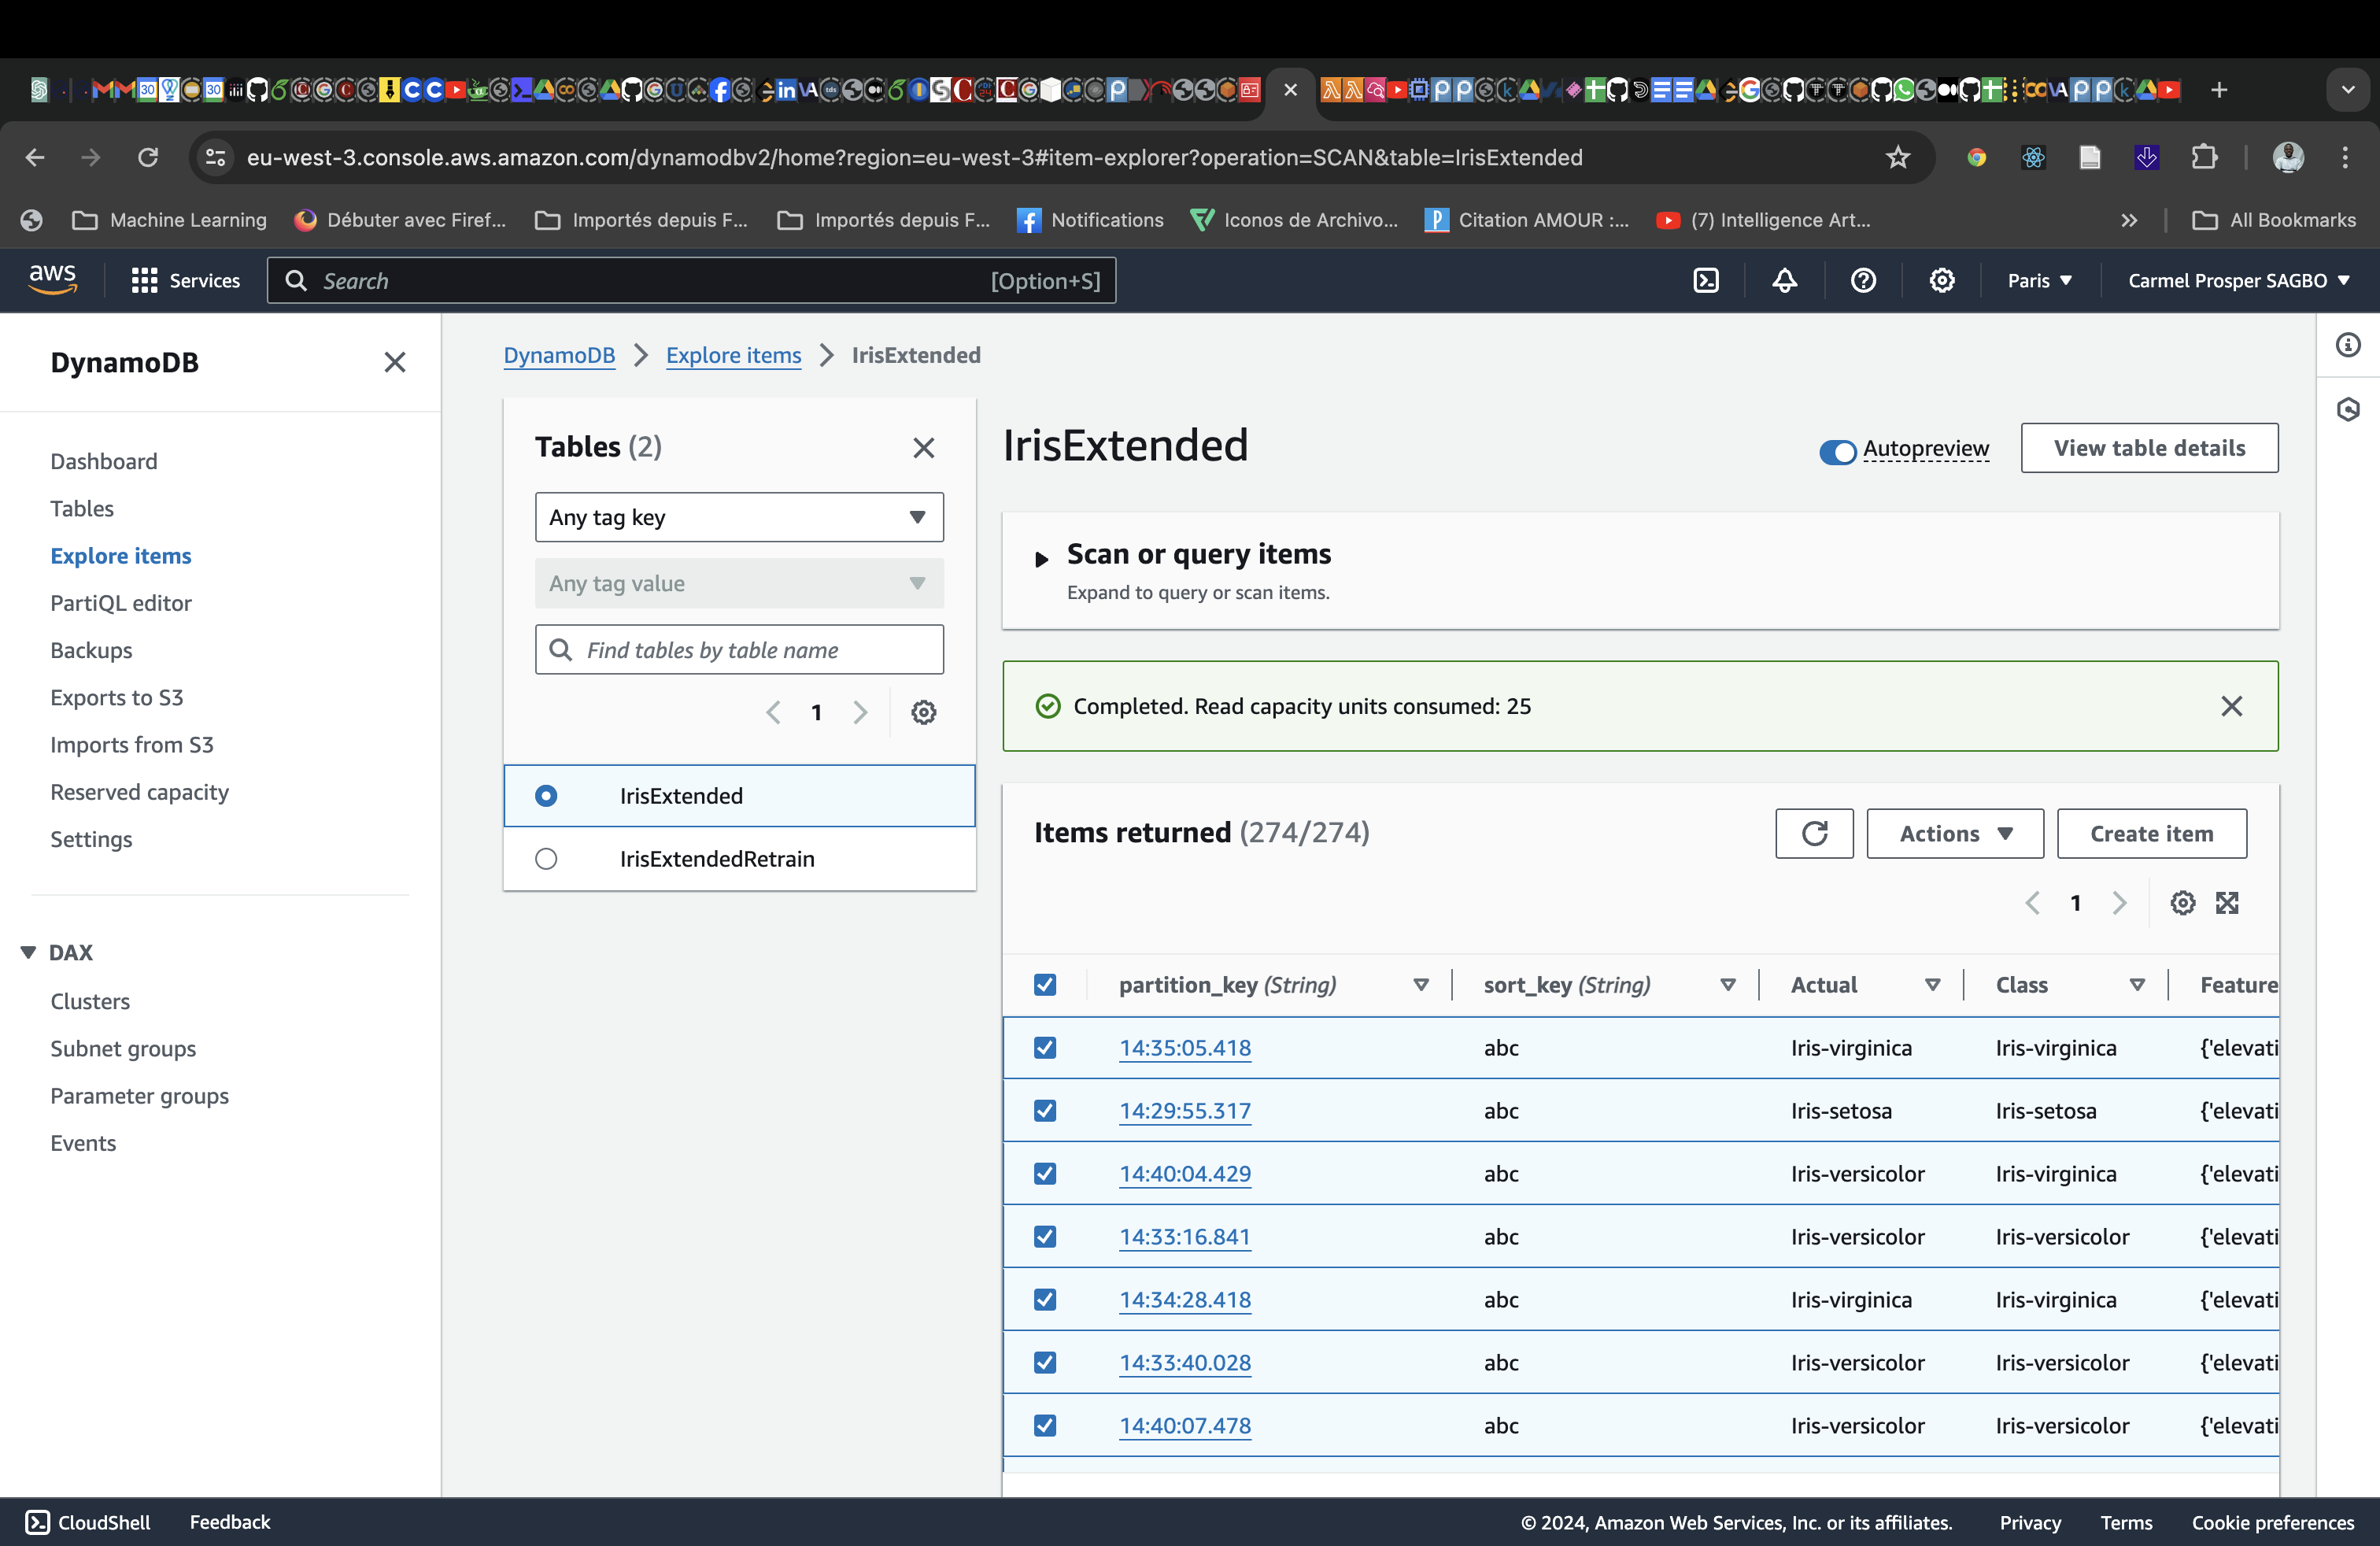 eu-west-3.console.aws.amazon.com/dynamodbv2/home?region=eu-west-3#item-explorer?operation=SCAN&table=IrisExtended
Machine Learning
Débuter avec Firef...
Importés depuis F...
Importés depuis F...
Notifications
Iconos de Archivo...
Citation AMOUR :...
(7) Intelligence Art...
All Bookmarks
aws
Services
Search
[Option+S]
Paris
Carmel Prosper SAGBO
DynamoDB
Dashboard
Tables
Explore items
PartiQL editor
Backups
Exports to S3
Imports from S3
Reserved capacity
Settings
DAX
Clusters
Subnet groups
Parameter groups
Events
DynamoDB > Explore items > IrisExtended
Tables (2)
Any tag key
Any tag value
Find tables by table name
1
IrisExtended
IrisExtendedRetrain
IrisExtended
Autopreview
View table details
Scan or query items
Expand to query or scan items.
Completed. Read capacity units consumed: 25
Items returned (274/274)
Actions
Create item
1
partition_key (String) sort_key (String) Actual Class Feature
14:35:05.418 abc Iris-virginica Iris-virginica {'elevati
14:29:55.317 abc Iris-setosa Iris-setosa {'elevati
14:40:04.429 abc Iris-versicolor Iris-virginica {'elevati
14:33:16.841 abc Iris-versicolor Iris-versicolor {'elevati
14:34:28.418 abc Iris-virginica Iris-virginica {'elevati
14:33:40.028 abc Iris-versicolor Iris-versicolor {'elevati
14:40:07.478 abc Iris-versicolor Iris-versicolor {'elevati
CloudShell
Feedback
© 2024, Amazon Web Services, Inc. or its affiliates.
Privacy
Terms
Cookie preferences